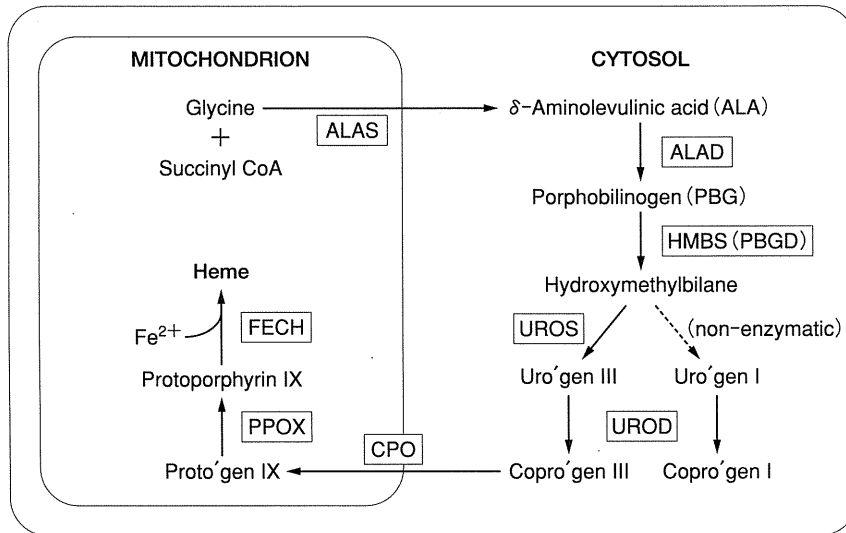 MITOCHONDRION
CYTOSOL
Glycine
+
Succinyl CoA
ALAS
δ-Aminolevulinic acid (ALA)
ALAD
Porphobilinogen (PBG)
HMBS (PBGD)
Hydroxymethylbilane
UROS
(non-enzymatic)
Uro´gen III
Uro´gen I
UROD
Copro´gen III
Copro´gen I
CPO
Proto´gen IX
PPOX
Protoporphyrin IX
Fe²⁺
FECH
Heme